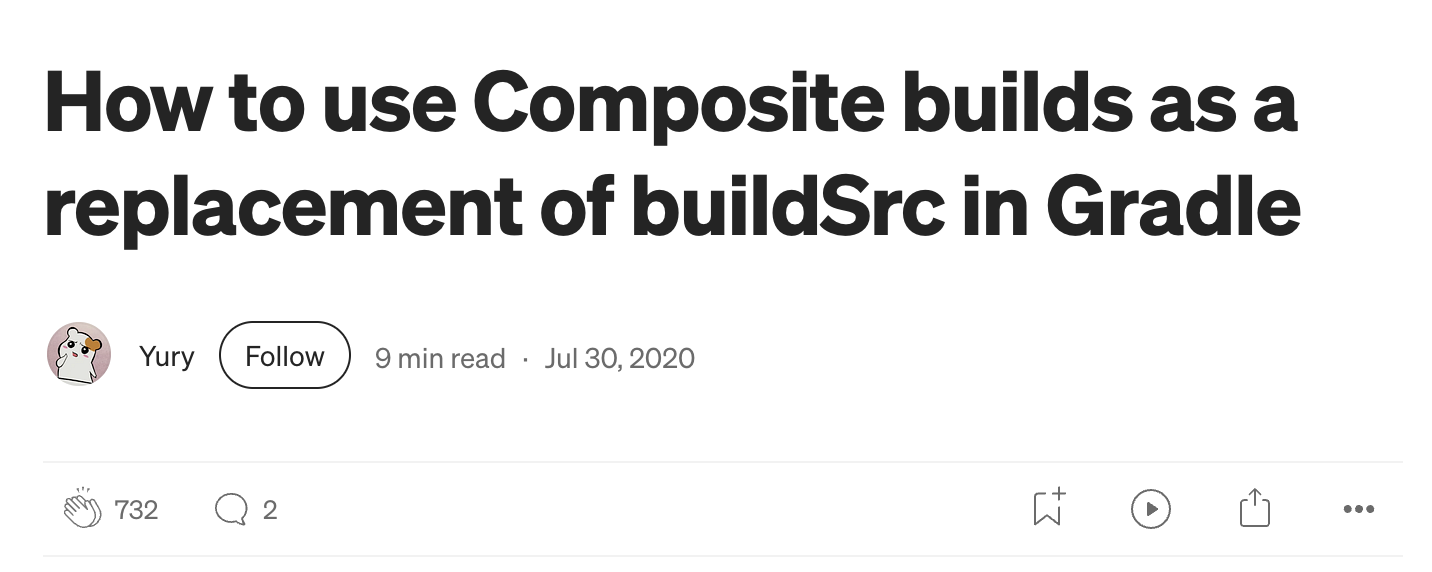 How to use Composite builds as a
replacement of buildSrc in Gradle
Yury Follow 9 min read · Jul 30, 2020
732 2